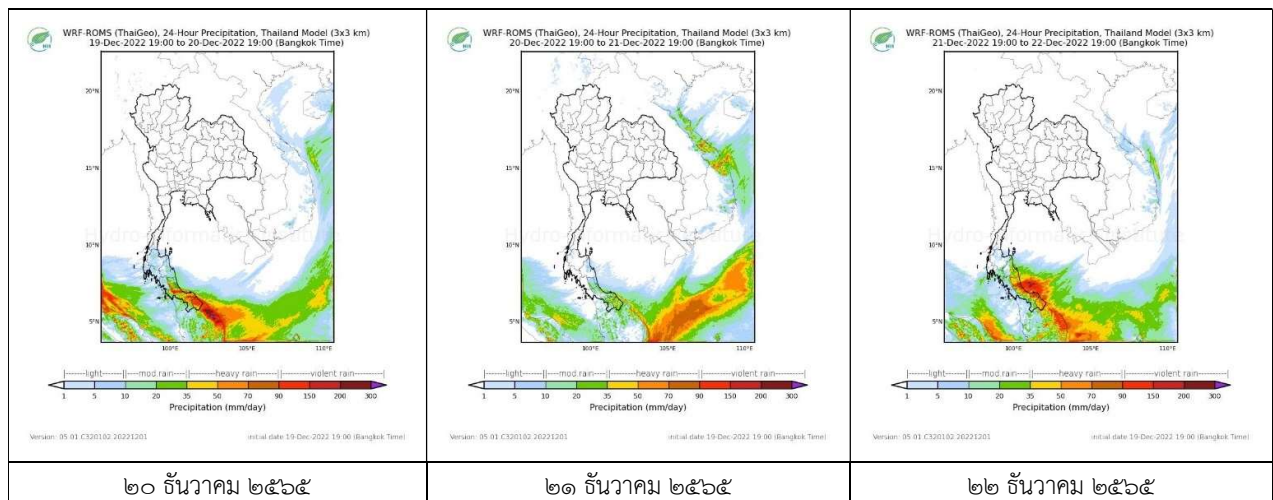 WRF-ROMS (ThaiGeo), 24-Hour Precipitation, Thailand Model (3x3 km)
19-Dec-2022 19:00 to 20-Dec-2022 19:00 (Bangkok Time)
20°N
15°N
10°N
5°N
100°E 105°E 110°E
|--------light-------||----mod.rain----||--------heavy rain--------||--------violent rain--------|
1 5 10 20 35 50 70 90 150 200 300
Precipitation (mm/day)
Version: 05.01.C320102.20221201 initial date 19-Dec-2022 19:00 (Bangkok Time)
๒๐ ธันวาคม ๒๕๖๕
WRF-ROMS (ThaiGeo), 24-Hour Precipitation, Thailand Model (3x3 km)
20-Dec-2022 19:00 to 21-Dec-2022 19:00 (Bangkok Time)
20°N
15°N
10°N
5°N
100°E 105°E 110°E
|--------light-------||----mod.rain----||--------heavy rain--------||--------violent rain--------|
1 5 10 20 35 50 70 90 150 200 300
Precipitation (mm/day)
Version: 05.01.C320102.20221201 initial date 19-Dec-2022 19:00 (Bangkok Time)
๒๑ ธันวาคม ๒๕๖๕
WRF-ROMS (ThaiGeo), 24-Hour Precipitation, Thailand Model (3x3 km)
21-Dec-2022 19:00 to 22-Dec-2022 19:00 (Bangkok Time)
20°N
15°N
10°N
5°N
100°E 105°E 110°E
|--------light-------||----mod.rain----||--------heavy rain--------||--------violent rain--------|
1 5 10 20 35 50 70 90 150 200 300
Precipitation (mm/day)
Version: 05.01.C320102.20221201 initial date 19-Dec-2022 19:00 (Bangkok Time)
๒๒ ธันวาคม ๒๕๖๕